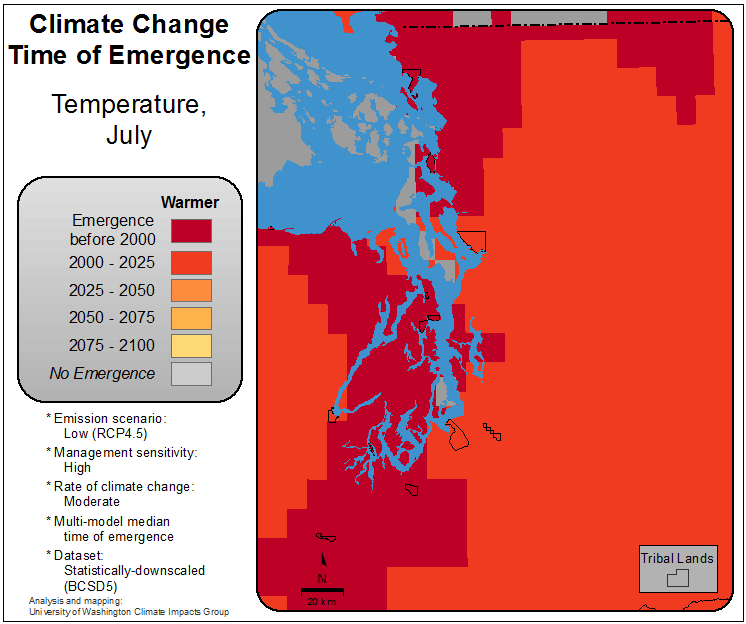 Climate Change
Time of Emergence
Temperature,
July
Warmer
Emergence
before 2000
2000 - 2025
2025 - 2050
2050 - 2075
2075 - 2100
No Emergence
* Emission scenario:
Low (RCP4.5)
* Management sensitivity:
High
* Rate of climate change:
Moderate
* Multi-model median
time of emergence
* Dataset:
Statistically-downscaled
(BCSD5)
Analysis and mapping:
University of Washington Climate Impacts Group
N
20 km
Tribal Lands